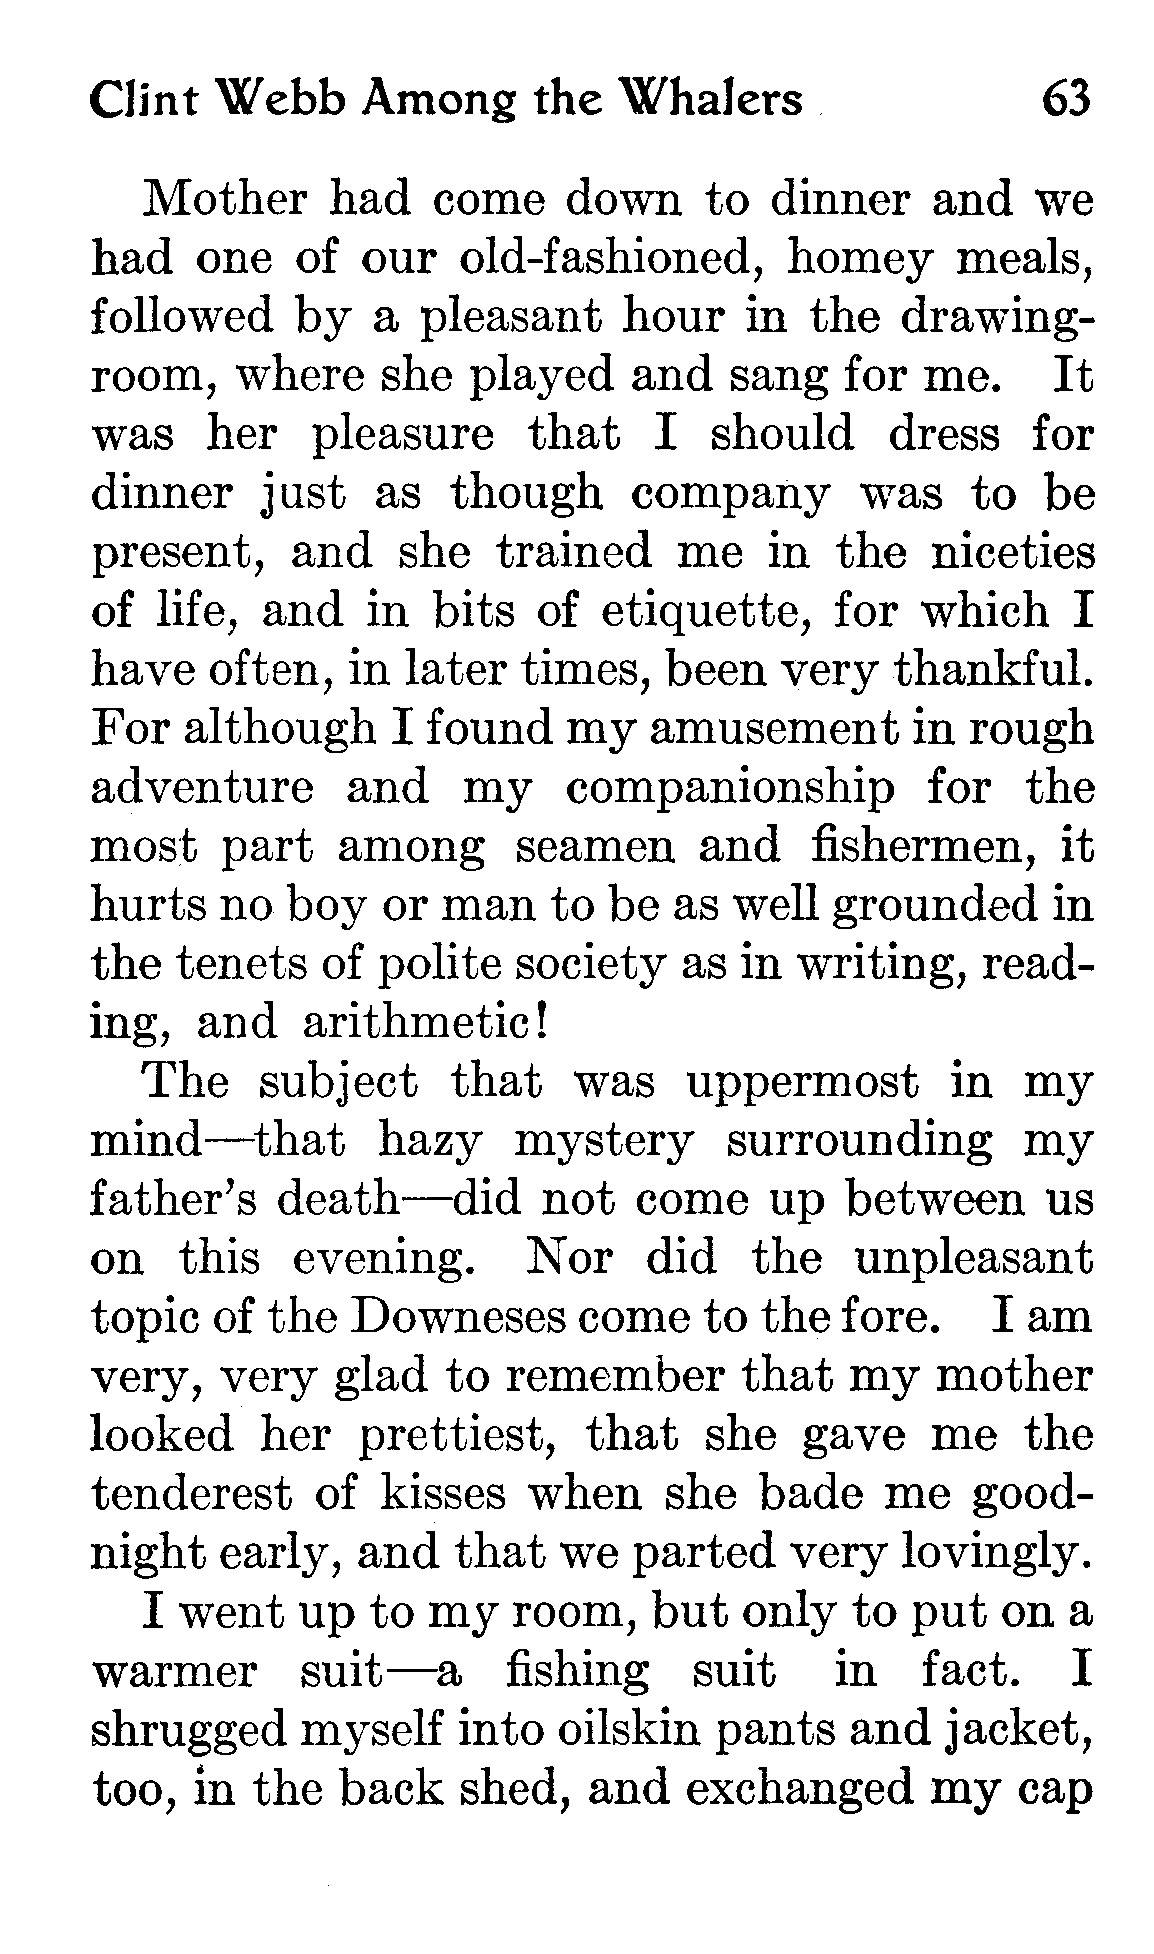 Clint Webb Among the Whalers 63
Mother had come down to dinner and we
had one of our old-fashioned, homey meals,
followed by a pleasant hour in the drawing-
room, where she played and sang for me. It
was her pleasure that I should dress for
dinner just as though company was to be
present, and she trained me in the niceties
of life, and in bits of etiquette, for which I
have often, in later times, been very thankful.
For although I found my amusement in rough
adventure and my companionship for the
most part among seamen and fishermen, it
hurts no boy or man to be as well grounded in
the tenets of polite society as in writing, read-
ing, and arithmetic!
The subject that was uppermost in my
mind—that hazy mystery surrounding my
father's death—did not come up between us
on this evening. Nor did the unpleasant
topic of the Downeses come to the fore. I am
very, very glad to remember that my mother
looked her prettiest, that she gave me the
tenderest of kisses when she bade me good-
night early, and that we parted very lovingly.
I went up to my room, but only to put on a
warmer suit—a fishing suit in fact. I
shrugged myself into oilskin pants and jacket,
too, in the back shed, and exchanged my cap